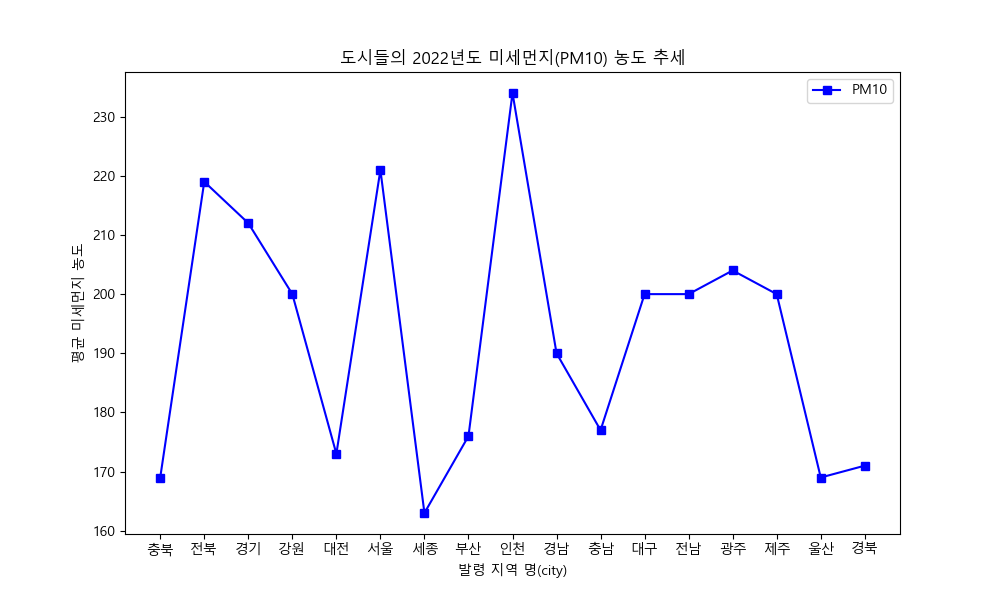 도시들의 2022년도 미세먼지(PM10) 농도 추세
PM10
평균 미세먼지 농도
230
220
210
200
190
180
170
160
충북 전북 경기 강원 대전 서울 세종 부산 인천 경남 충남 대구 전남 광주 제주 울산 경북
발령 지역 명(city)